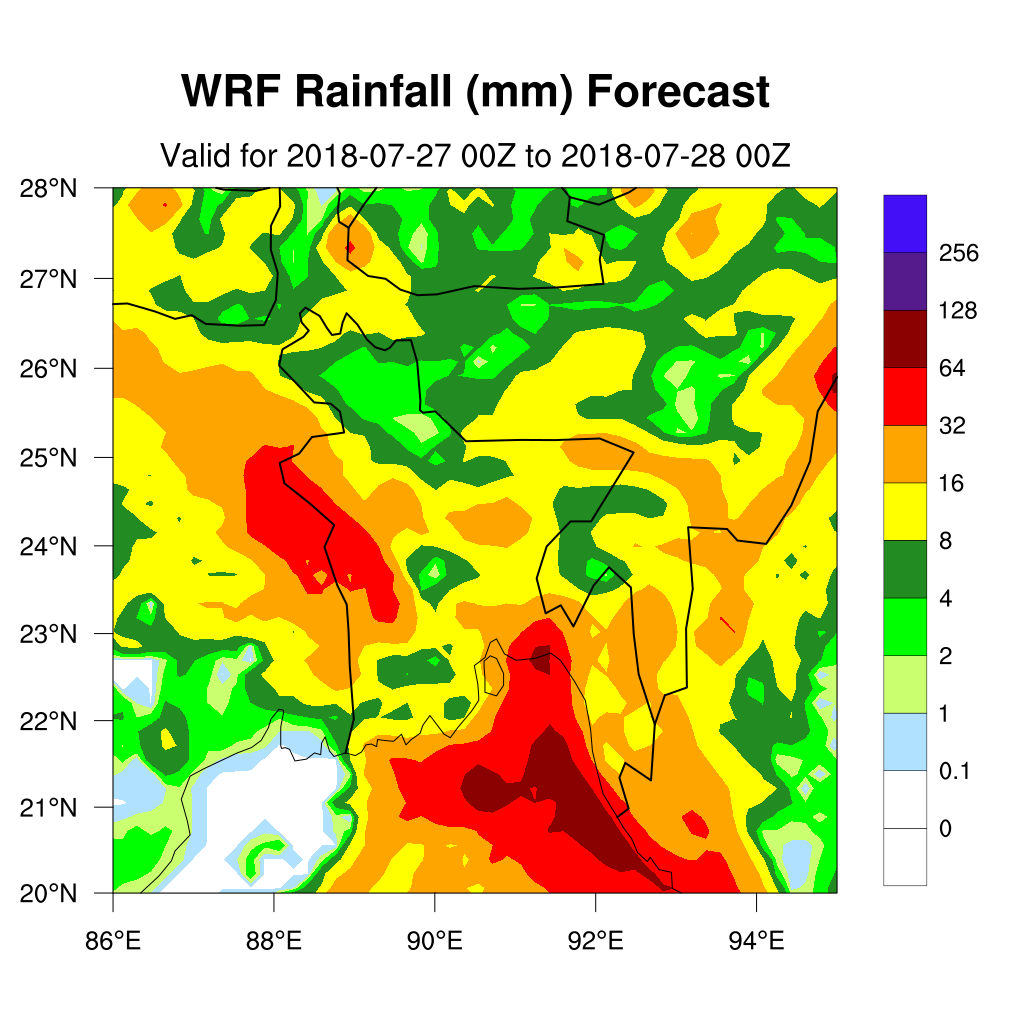 WRF Rainfall (mm) Forecast
Valid for 2018-07-27 00Z to 2018-07-28 00Z
28°N
27°N
26°N
25°N
24°N
23°N
22°N
21°N
20°N
86°E
88°E
90°E
92°E
94°E
256
128
64
32
16
8
4
2
1
0.1
0